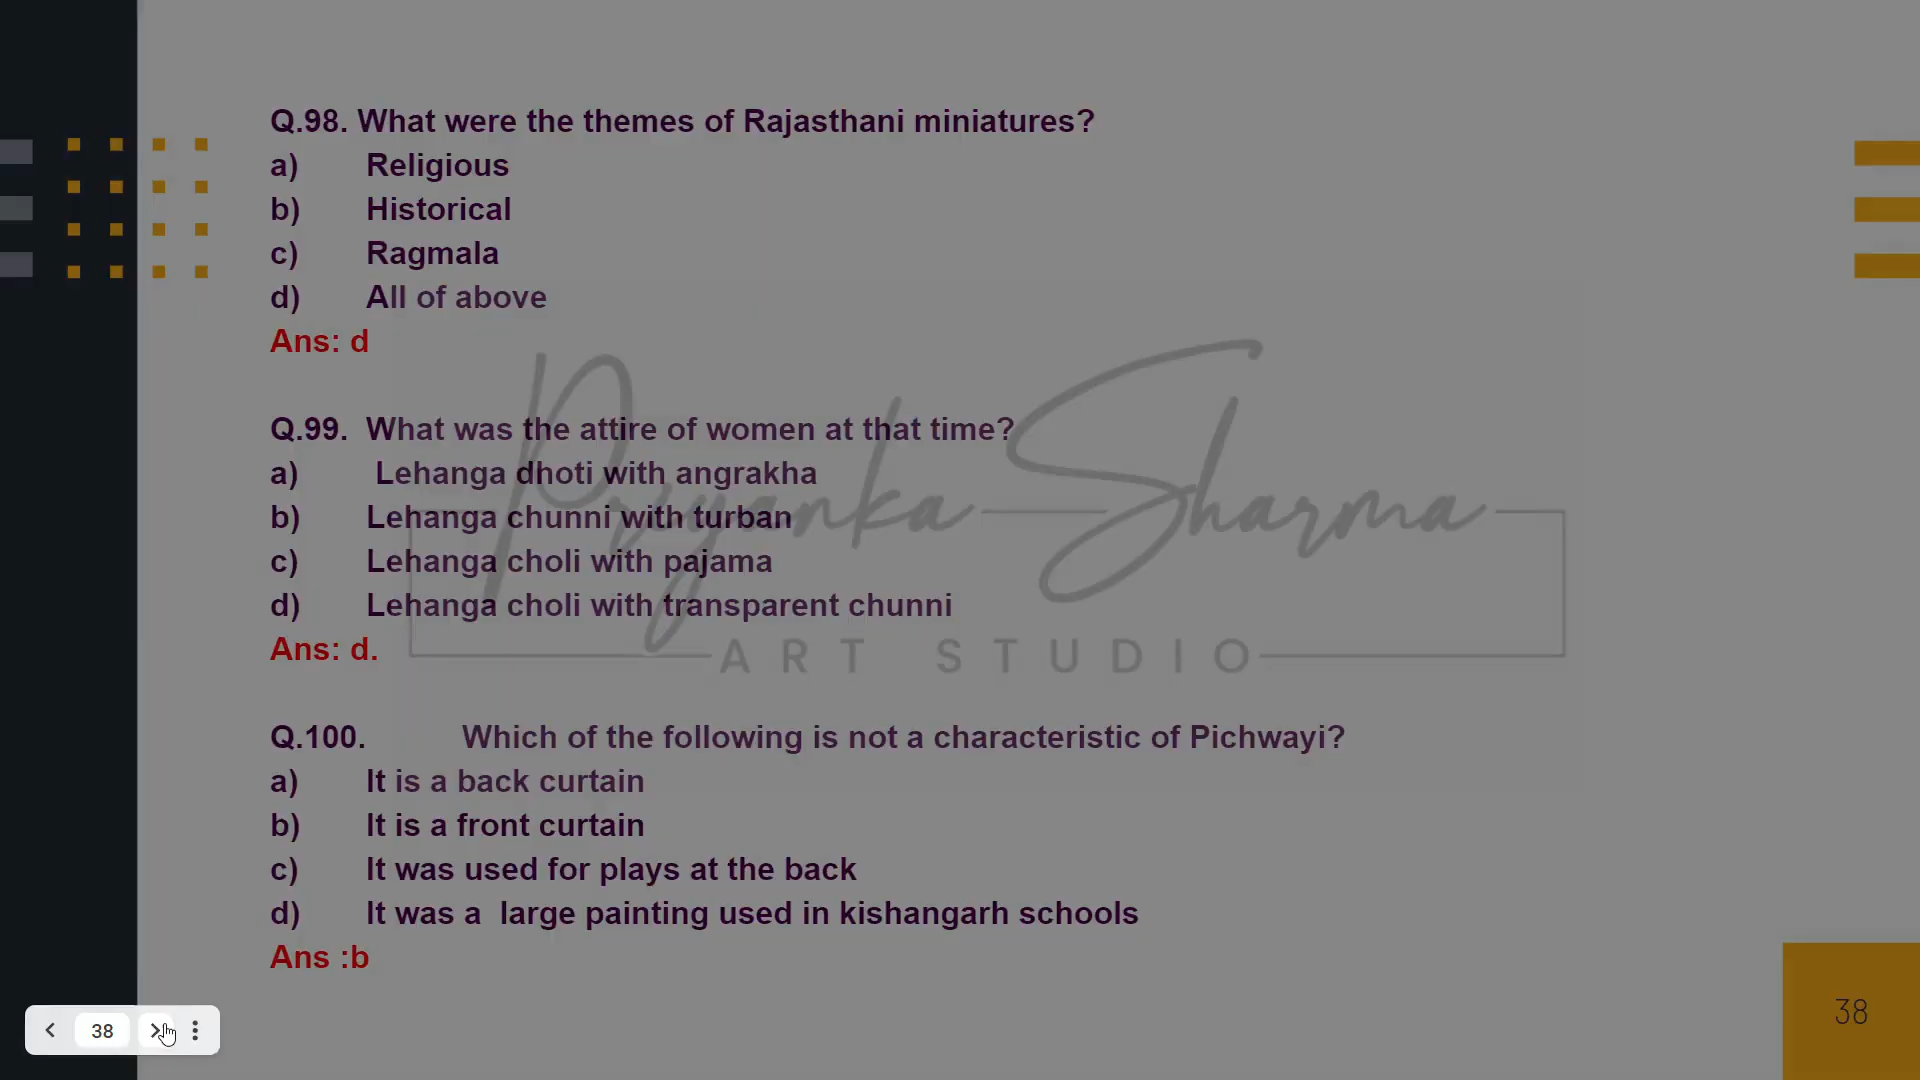 Q.98. What were the themes of Rajasthani miniatures?
a) Religious
b) Historical
c) Ragmala
d) All of above
Ans: d
Q.99. What was the attire of women at that time?
a) Lehanga dhoti with angrakha
b) Lehanga chunni with turban
c) Lehanga choli with pajama
d) Lehanga choli with transparent chunni
Ans: d.
Priyanka Sharma
ART STUDIO
Q.100. Which of the following is not a characteristic of Pichwayi?
a) It is a back curtain
b) It is a front curtain
c) It was used for plays at the back
d) It was a large painting used in kishangarh schools
Ans :b
38
38